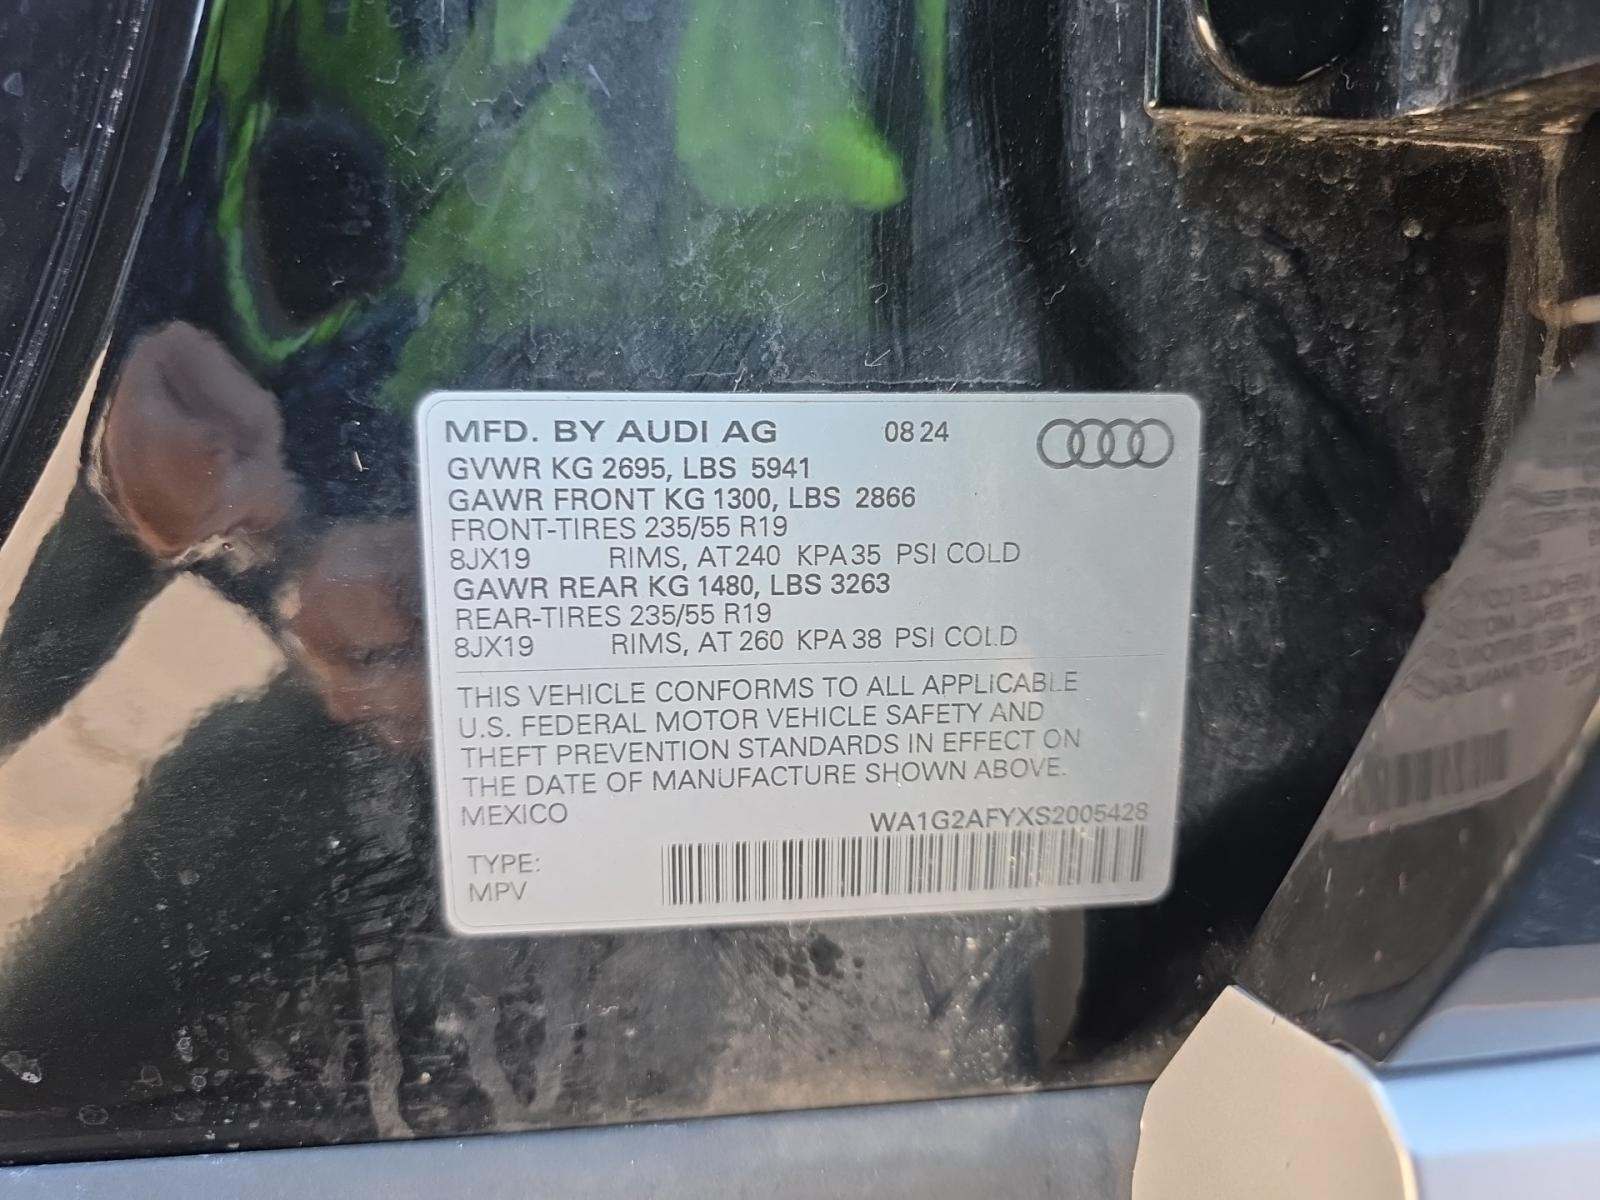 MFD. BY AUDI AG 08 24
GVWR KG 2695, LBS 5941
GAWR FRONT KG 1300, LBS 2866
FRONT-TIRES 235/55 R19
8JX19 RIMS, AT 240 KPA 35 PSI COLD
GAWR REAR KG 1480, LBS 3263
REAR-TIRES 235/55 R19
8JX19 RIMS, AT 260 KPA 38 PSI COLD
THIS VEHICLE CONFORMS TO ALL APPLICABLE
U.S. FEDERAL MOTOR VEHICLE SAFETY AND
THEFT PREVENTION STANDARDS IN EFFECT ON
THE DATE OF MANUFACTURE SHOWN ABOVE.
MEXICO WA1G2AFYXS2005428
TYPE:
MPV